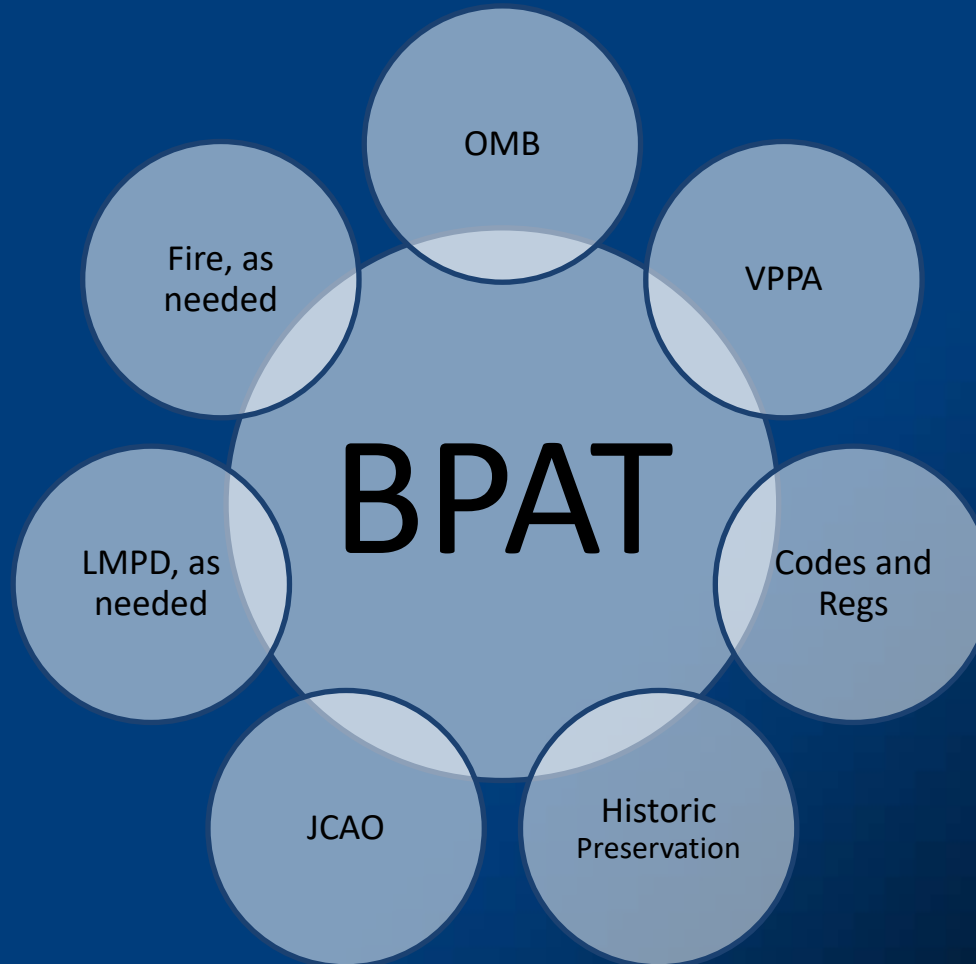 OMB
Fire, as
needed
VPPA
BPAT
LMPD, as
needed
Codes and
Regs
JCAO
Historic
Preservation